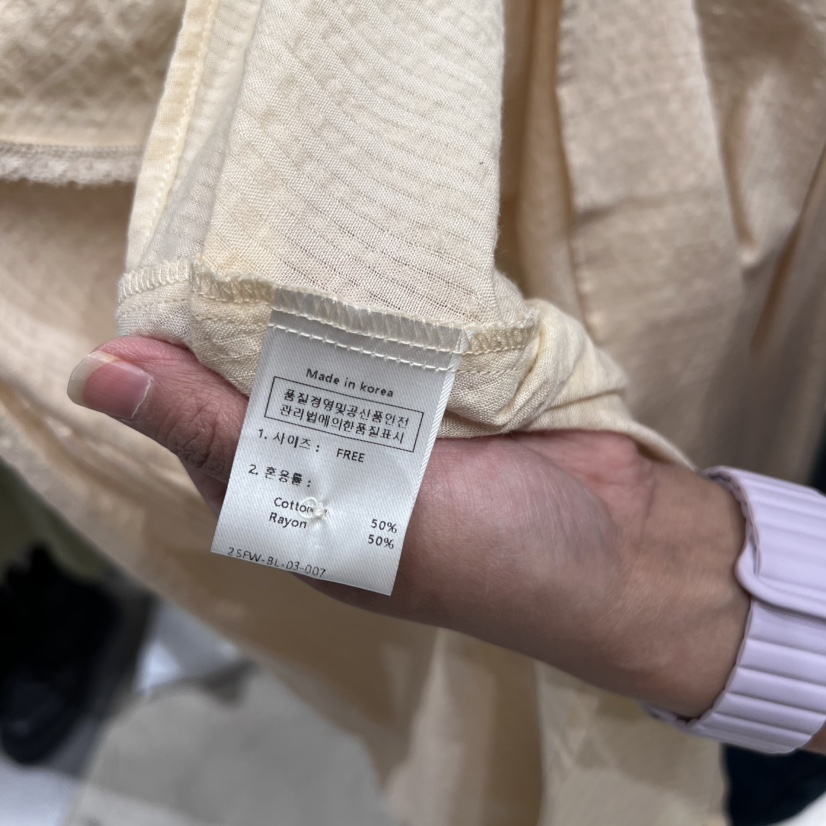 Made in korea
품질경영및공산품안전
관리법에의한품질표시
1. 사이즈 : FREE
2. 혼용률 :
Cotton 50%
Rayon 50%
25FW-BL-03-007